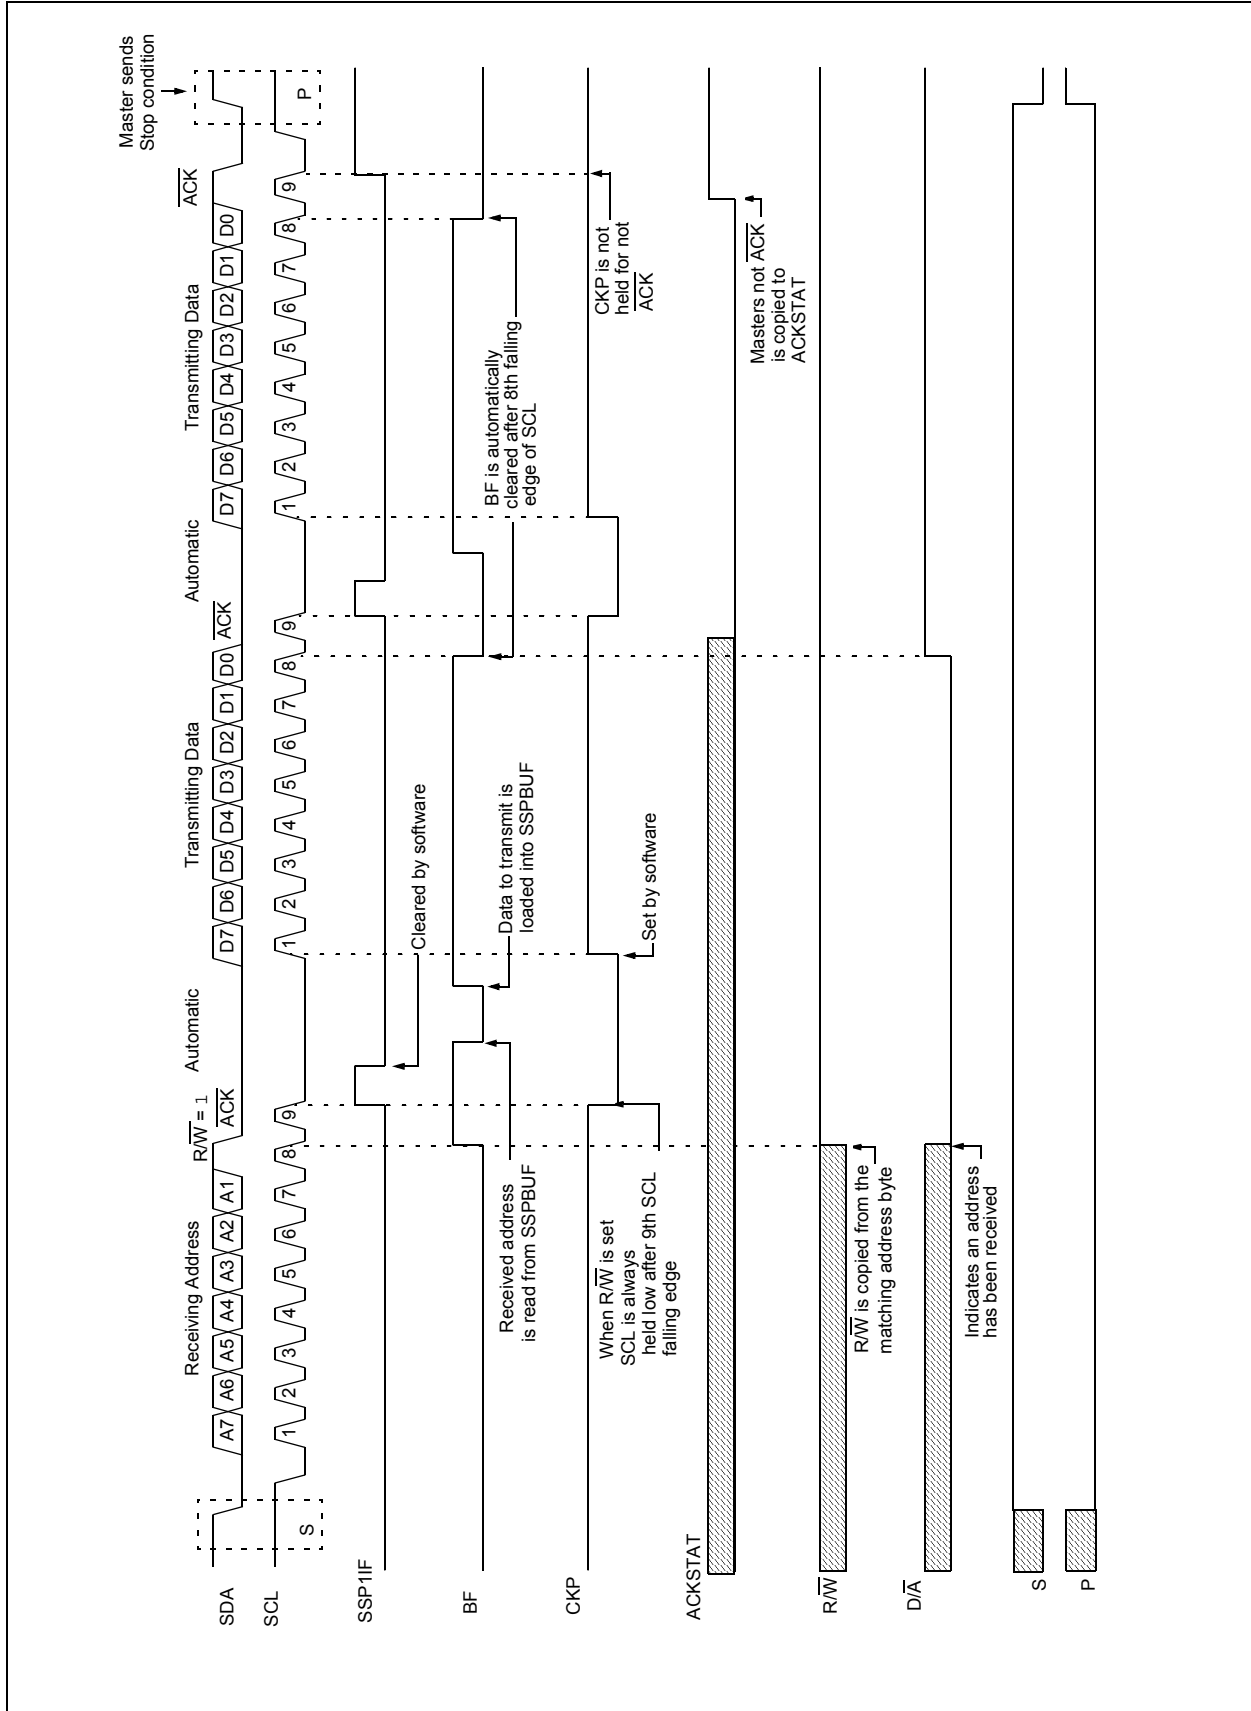 Master sends
Stop condition
Receiving Address
R/W = 1
ACK
Automatic
Transmitting Data
ACK
Automatic
Transmitting Data
ACK
SDA
A7 A6 A5 A4 A3 A2 A1
D7 D6 D5 D4 D3 D2 D1 D0
D7 D6 D5 D4 D3 D2 D1 D0
SCL
S
1 2 3 4 5 6 7 8 9
1 2 3 4 5 6 7 8 9
1 2 3 4 5 6 7 8 9
P
SSP1IF
Cleared by software
BF
Received address
is read from SSPBUF
Data to transmit is
loaded into SSPBUF
BF is automatically
cleared after 8th falling
edge of SCL
CKP
When R/W is set
SCL is always
held low after 9th SCL
falling edge
Set by software
CKP is not
held for not
ACK
ACKSTAT
Masters not ACK
is copied to
ACKSTAT
R/W
R/W is copied from the
matching address byte
D/A
Indicates an address
has been received
S
P